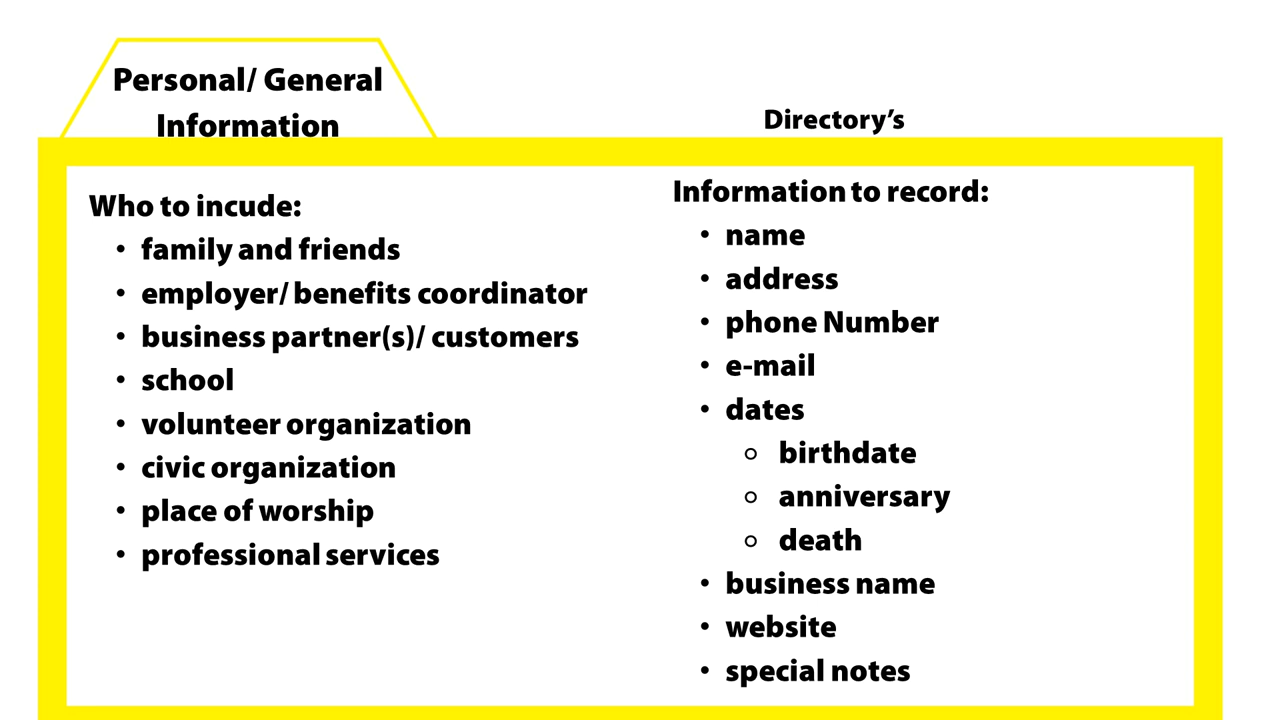 Personal/ General
Information
Directory’s
Who to incude:
• family and friends
• employer/ benefits coordinator
• business partner(s)/ customers
• school
• volunteer organization
• civic organization
• place of worship
• professional services
Information to record:
• name
• address
• phone Number
• e-mail
• dates
○ birthdate
○ anniversary
○ death
• business name
• website
• special notes